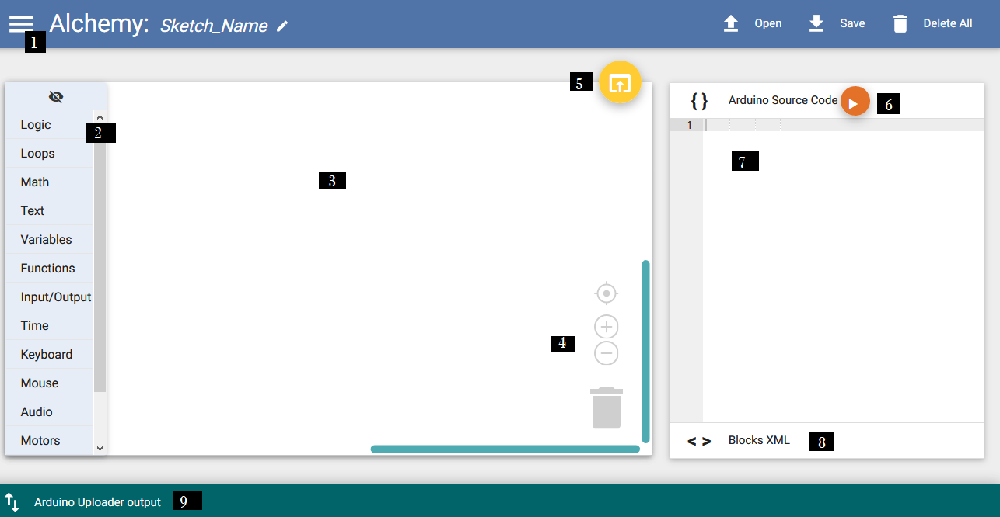 Alchemy: Sketch_Name
Open Save Delete All
1
5
Logic
2
Loops
Math
Text
Variables
Functions
Input/Output
Time
Keyboard
Mouse
Audio
Motors
3
4
{ } Arduino Source Code
6
1
7
< > Blocks XML
8
Arduino Uploader output
9